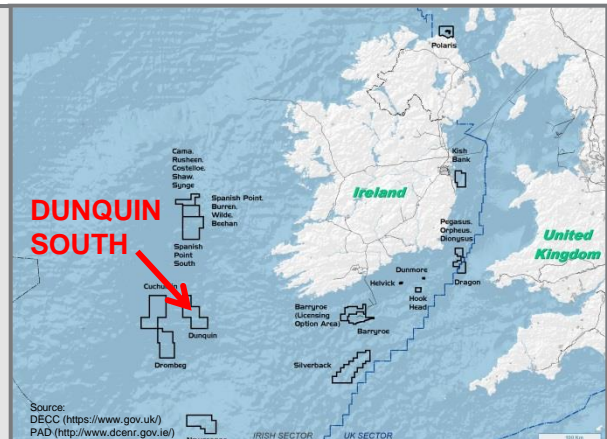 Polaris
Cama.
Rusheen.
Costelloe.
Shaw.
Synge
Kish
Bank
Ireland
Spanish Point.
Burren.
Wilde.
Beehan
DUNQUIN
SOUTH
Pegasus.
Orpheus.
Dionysus
United
Kingdom
Spanish
Point
South
Dunmore
Helvick
Dragon
Hook
Head
Barryroe
(Licensing
Option Area)
Barryroe
Dunquin
Drombeg
Silverback
Source:
DECC (https://www.gov.uk/)
PAD (http://www.dcenr.gov.ie/)
IRISH SECTOR
UK SECTOR